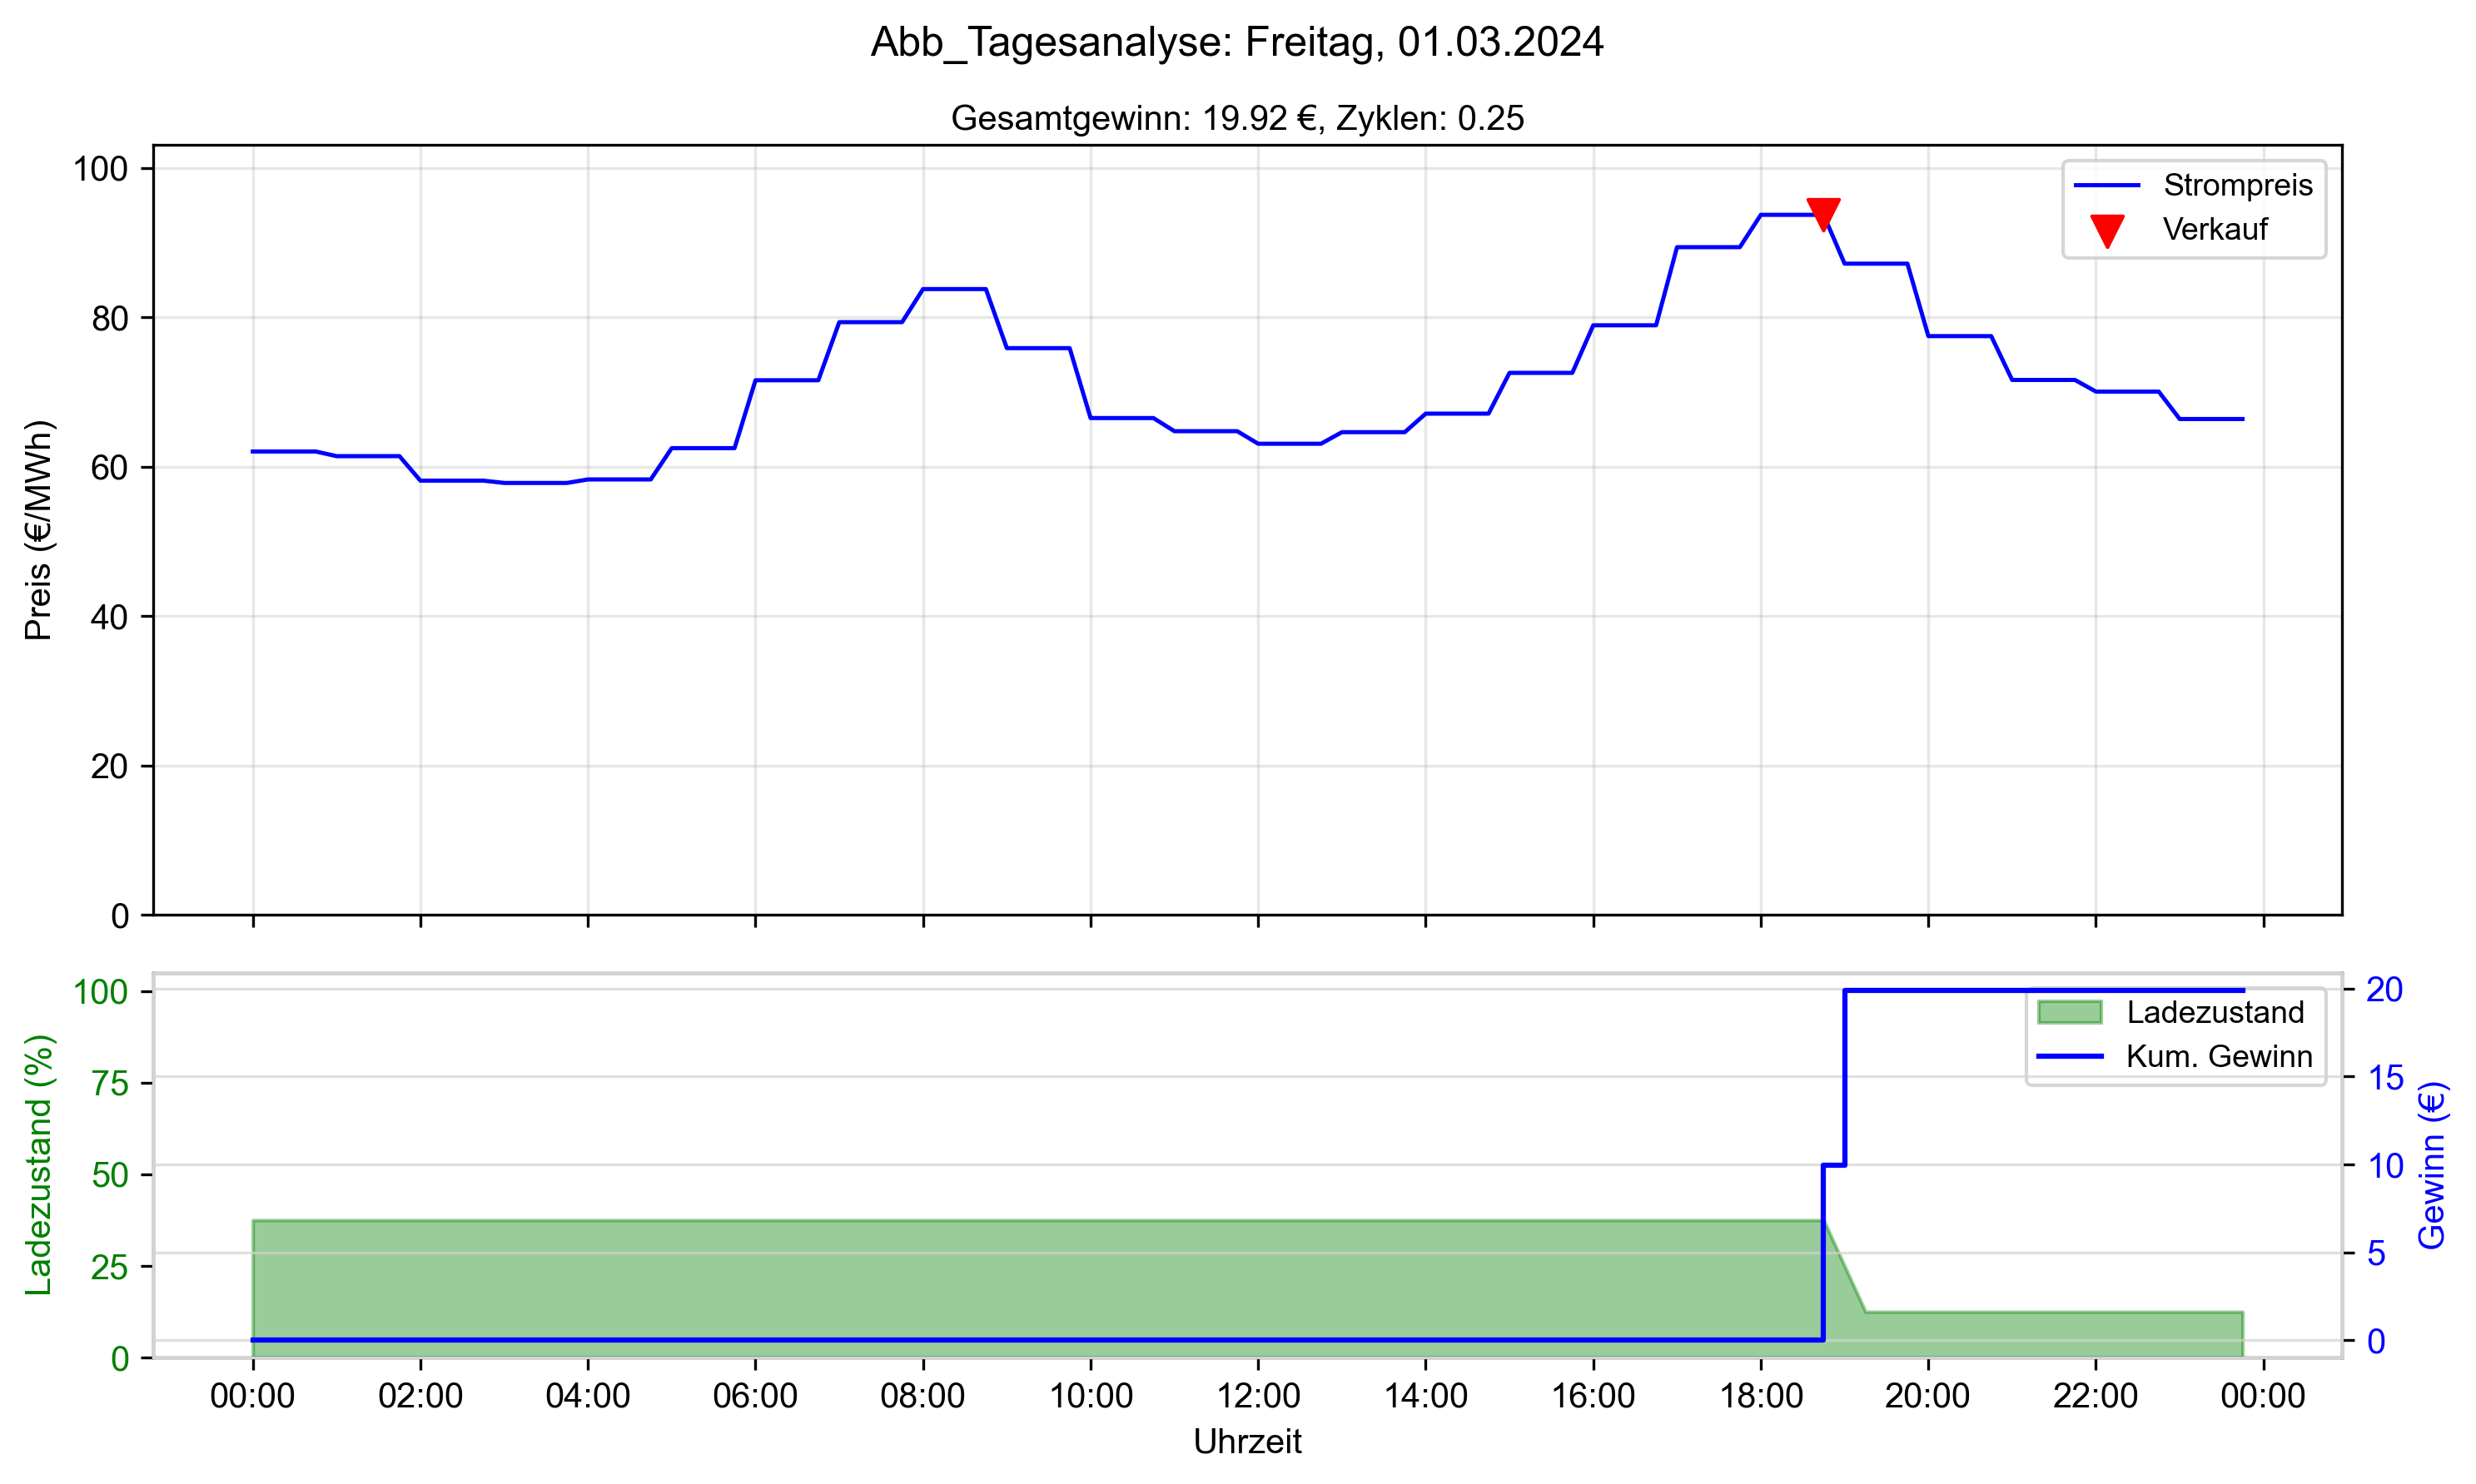 Abb_Tagesanalyse: Freitag, 01.03.2024
Gesamtgewinn: 19.92 €, Zyklen: 0.25
Preis (€/MWh)
100
80
60
40
20
0
Strompreis
Verkauf
Ladezustand (%)
100
75
50
25
0
Ladezustand
Kum. Gewinn
20
15
10
5
0
Gewinn (€)
00:00 02:00 04:00 06:00 08:00 10:00 12:00 14:00 16:00 18:00 20:00 22:00 00:00
Uhrzeit